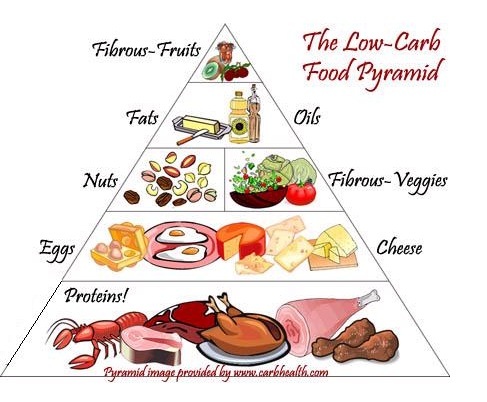 The Low-Carb
Food Pyramid
Fibrous-Fruits
Fats
Oils
Nuts
Fibrous-Veggies
Eggs
Cheese
Proteins!
Pyramid image provided by www.carbhealth.com